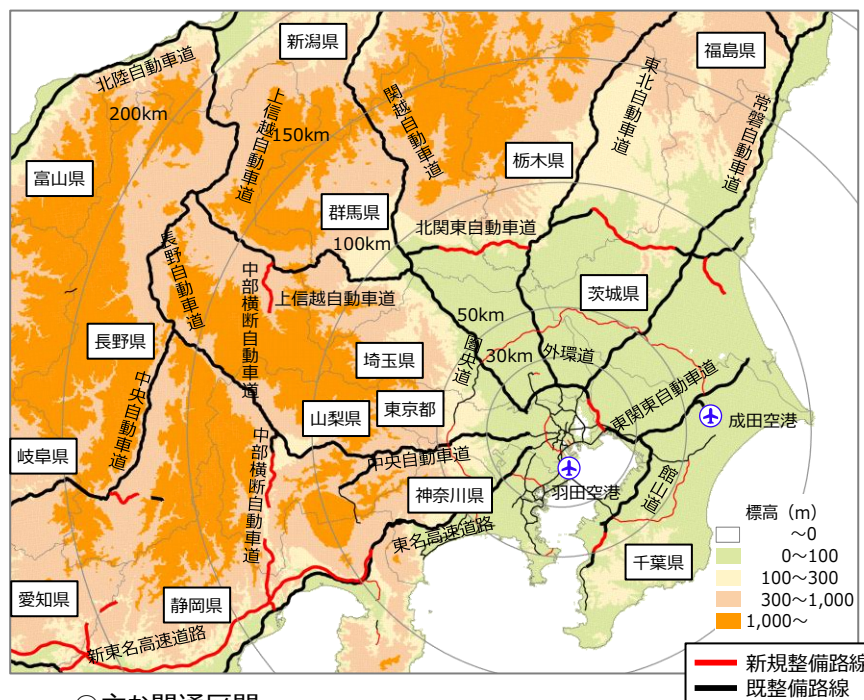 新潟県
福島県
北陸自動車道
200km
上信越自動車道
150km
関越自動車道
東北自動車道
常磐自動車道
富山県
栃木県
群馬県
北関東自動車道
100km
長野自動車道
中部横断自動車道
上信越自動車道
茨城県
50km
長野県
埼玉県
圏央道
30km
外環道
中央自動車道
山梨県
東京都
東関東自動車道
成田空港
岐阜県
中部横断自動車道
中央自動車道
神奈川県
羽田空港
館山道
東名高速道路
千葉県
愛知県
静岡県
新東名高速道路
標高（m）
～0
0～100
100～300
300～1,000
1,000～
新規整備路線
既整備路線